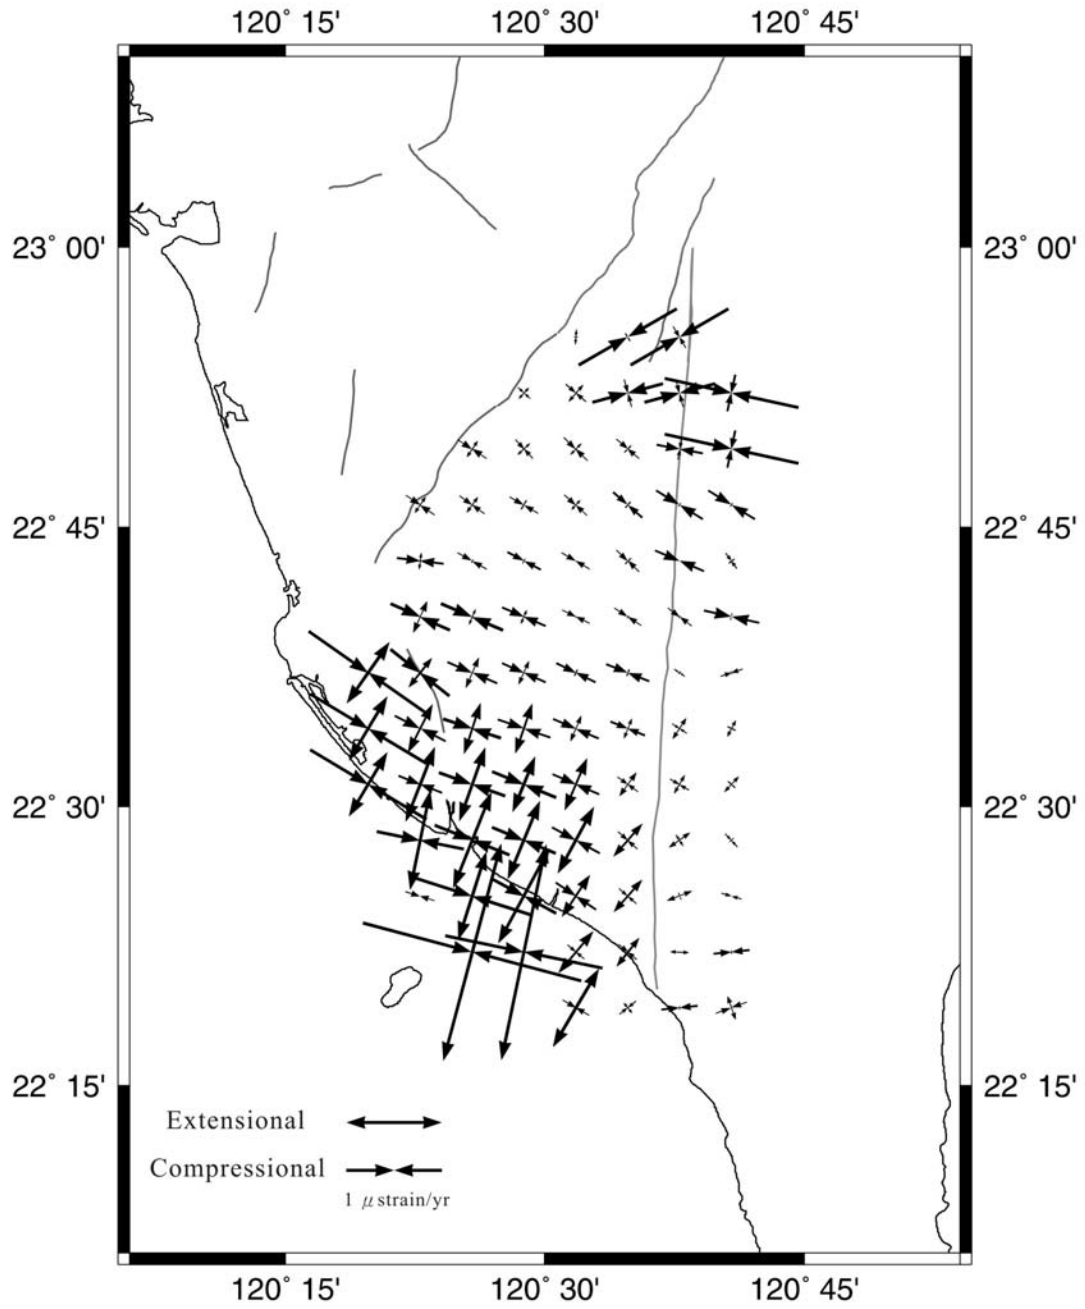 120° 15' 120° 30' 120° 45'
23° 00' 23° 00'
22° 45' 22° 45'
22° 30' 22° 30'
22° 15' 22° 15'
Extensional
Compressional
1 μ strain/yr
120° 15' 120° 30' 120° 45'